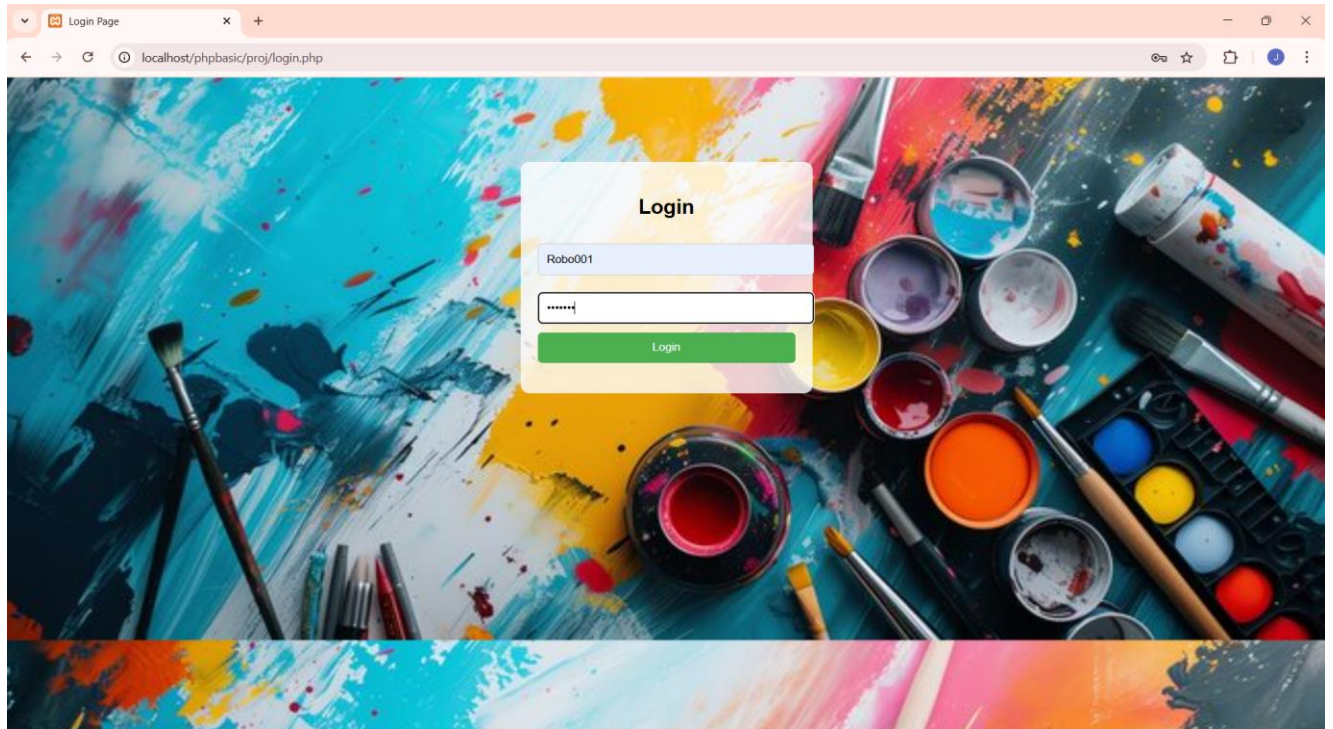 Login Page
localhost/phpbasic/proj/login.php
J
Login
Robo001
•••••••
Login